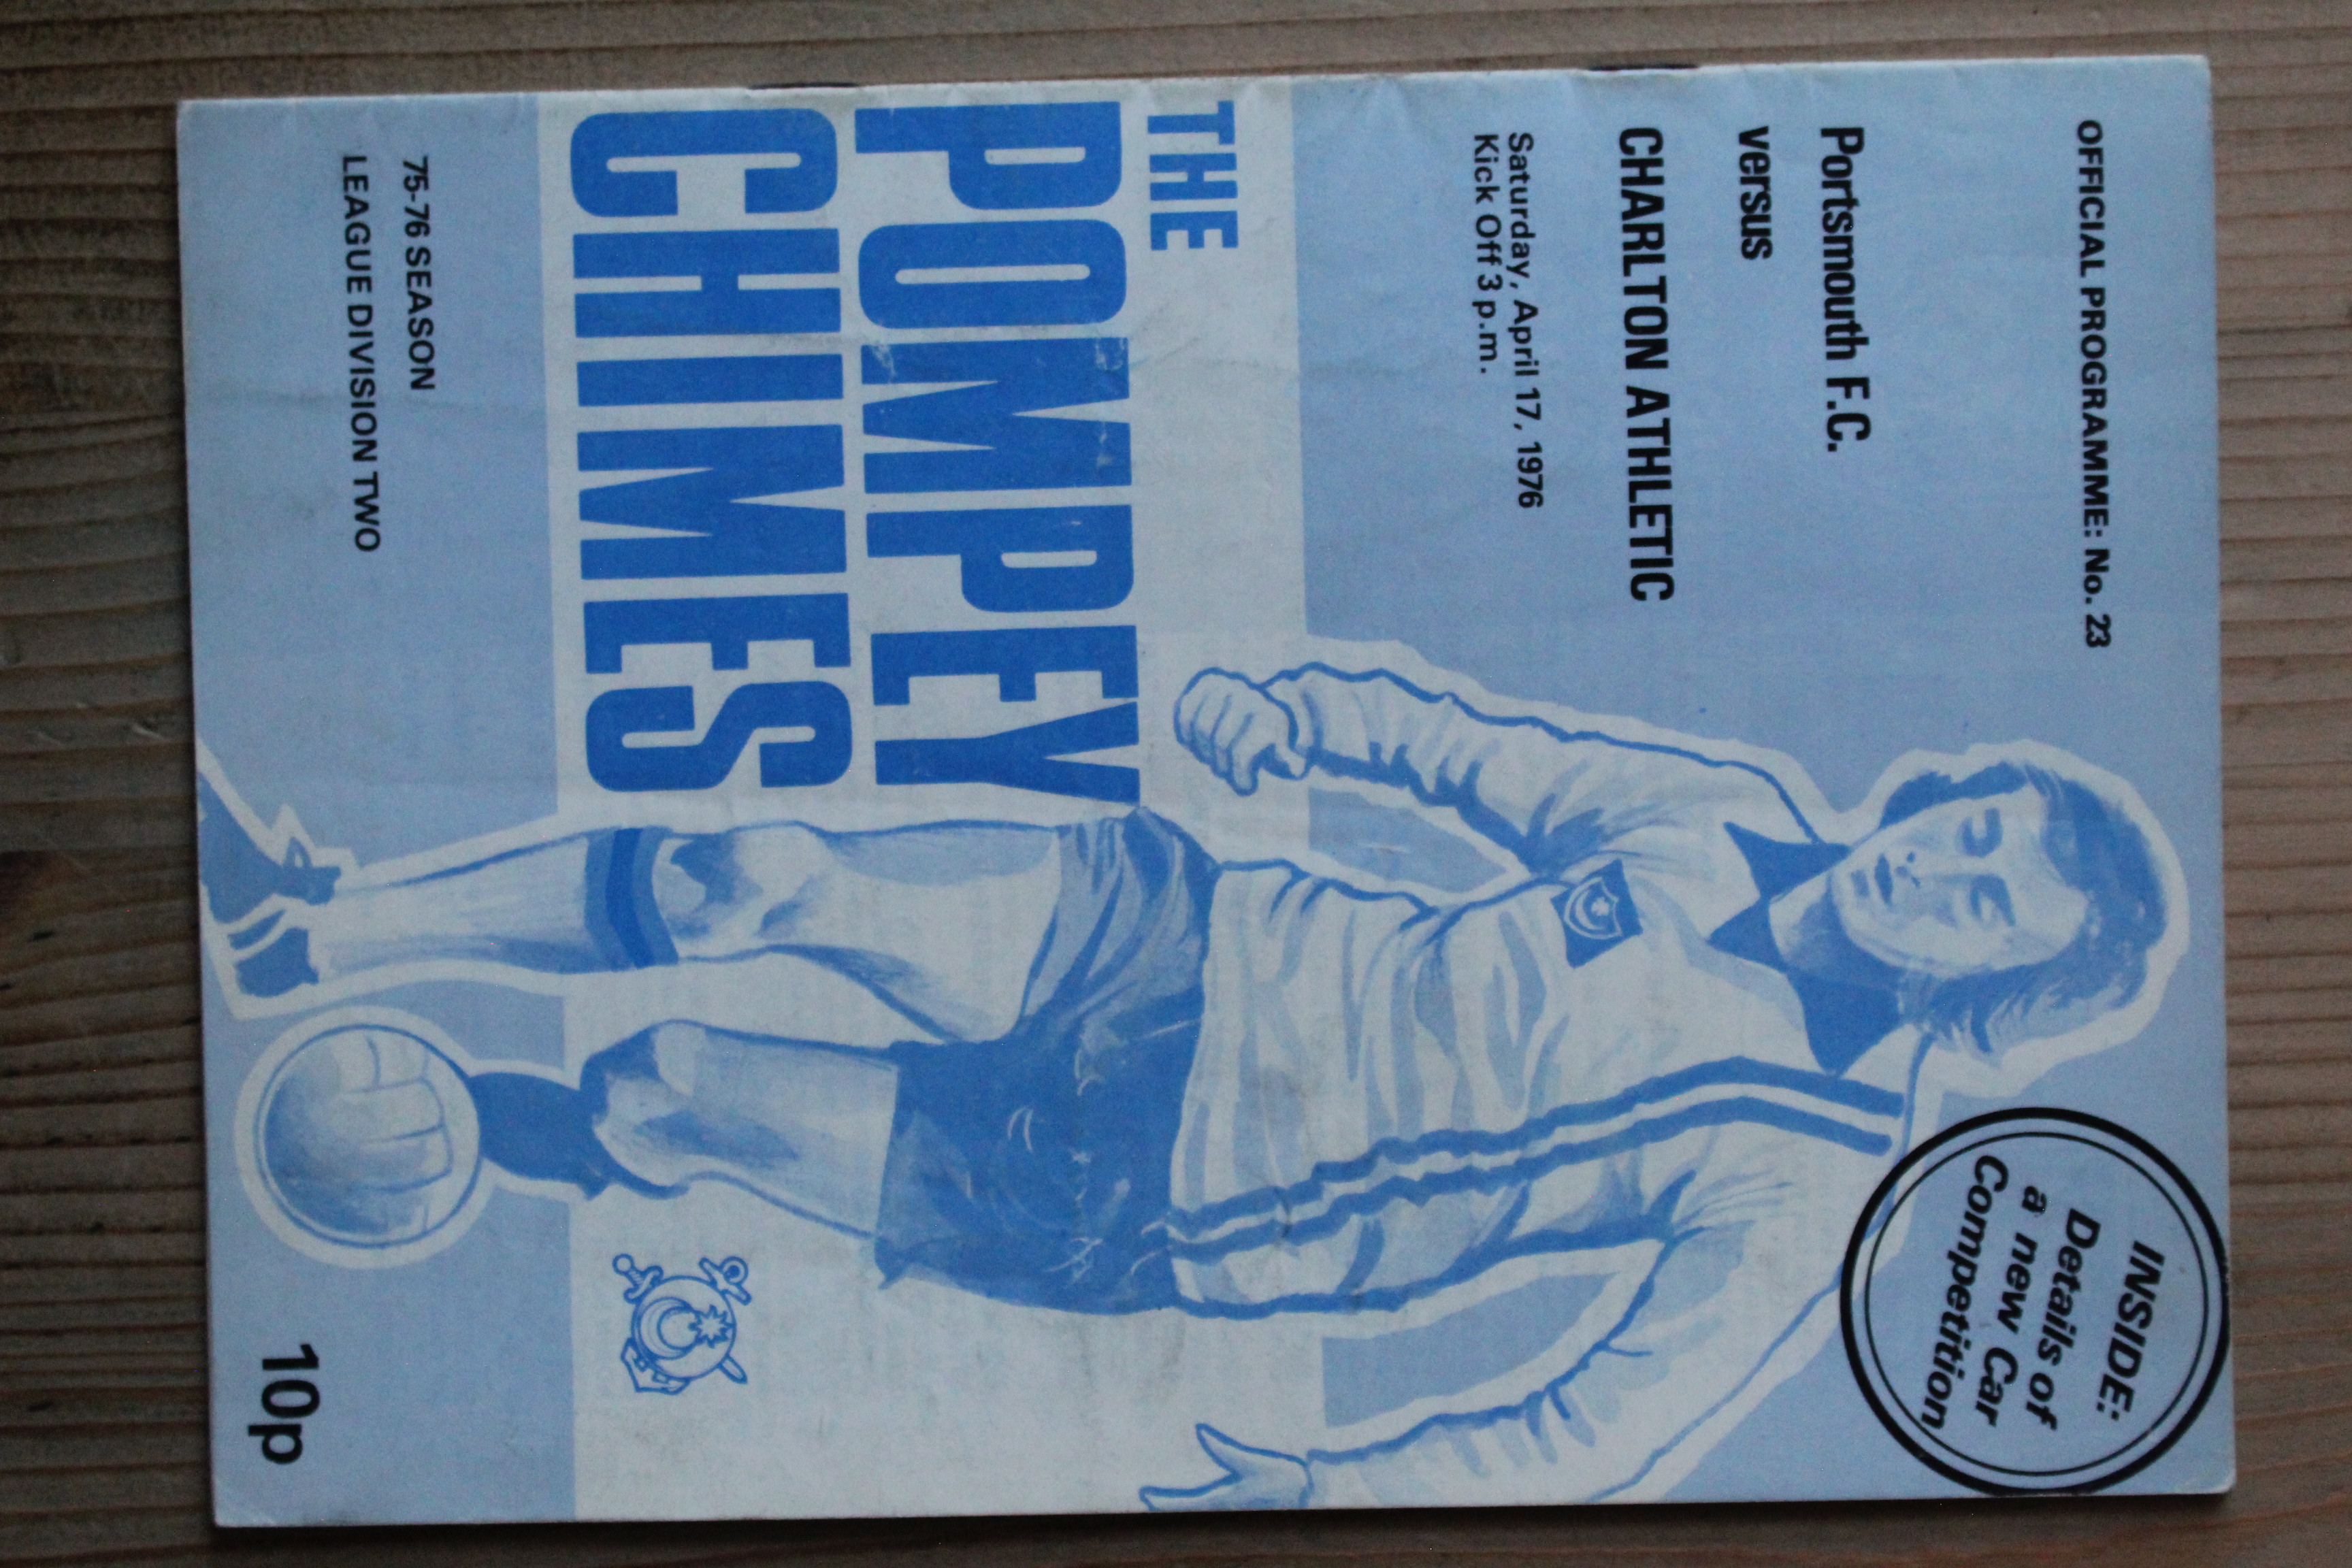 OFFICIAL PROGRAMME: No. 23
Portsmouth F.C.
versus
CHARLTON ATHLETIC
Saturday, April 17, 1976
Kick Off 3 p.m.
INSIDE:
Details of
a new Car
Competition
THE
POMPEY
CHIMES
75-76 SEASON
LEAGUE DIVISION TWO
10p